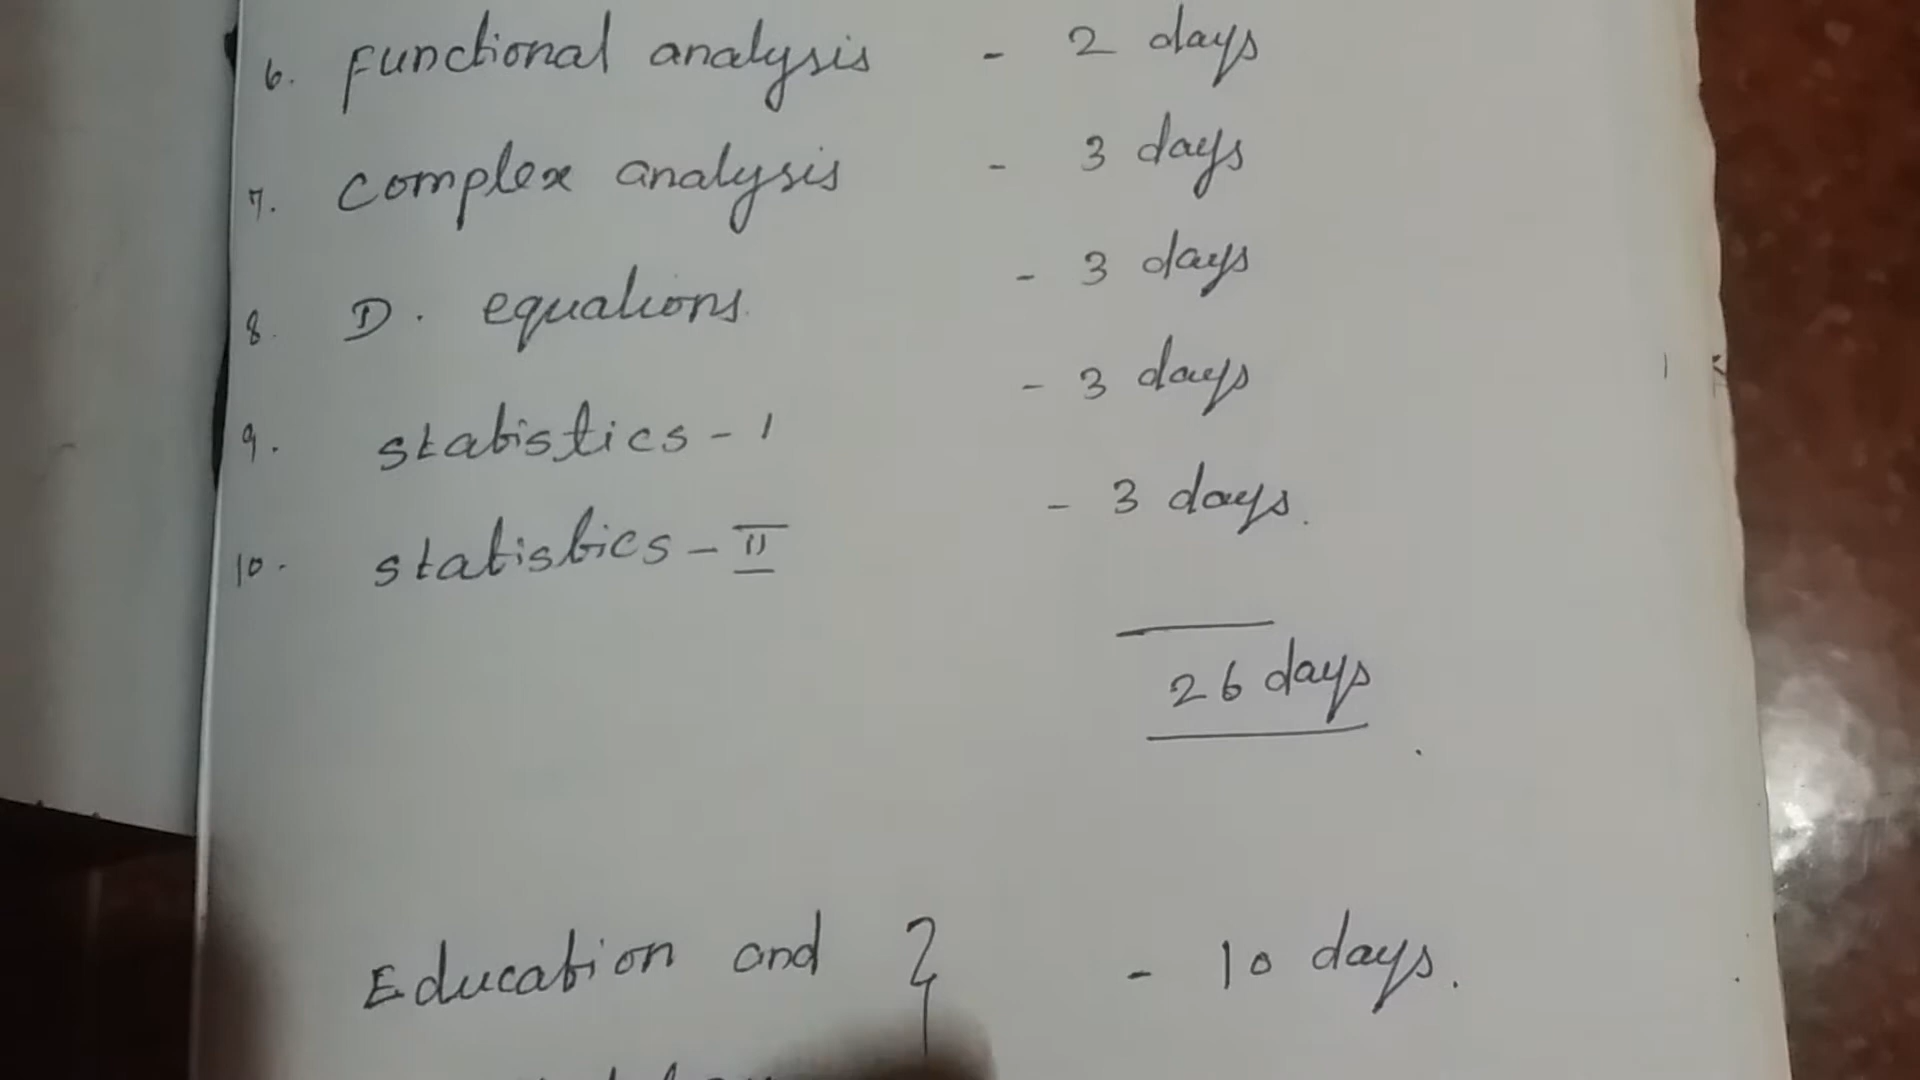 6. Functional analysis - 2 days
7. Complex analysis - 3 days
8. D. equations. - 3 days
9. statistics - I - 3 days
10. statistics - II - 3 days.
26 days
Education and } - 10 days.